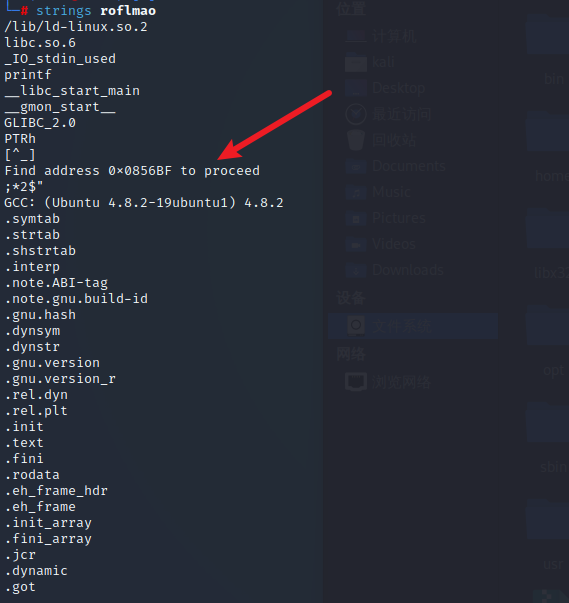 └─# strings roflmao
/lib/ld-linux.so.2
libc.so.6
_IO_stdin_used
printf
__libc_start_main
__gmon_start__
GLIBC_2.0
PTRh
[^_]
Find address 0×0856BF to proceed
;*2$"
GCC: (Ubuntu 4.8.2-19ubuntu1) 4.8.2
.symtab
.strtab
.shstrtab
.interp
.note.ABI-tag
.note.gnu.build-id
.gnu.hash
.dynsym
.dynstr
.gnu.version
.gnu.version_r
.rel.dyn
.rel.plt
.init
.text
.fini
.rodata
.eh_frame_hdr
.eh_frame
.init_array
.fini_array
.jcr
.dynamic
.got
位置
计算机
kali
Desktop
最近访问
回收站
Documents
Music
Pictures
Videos
Downloads
设备
文件系统
网络
浏览网络
bin
home
opt
sbin
usr